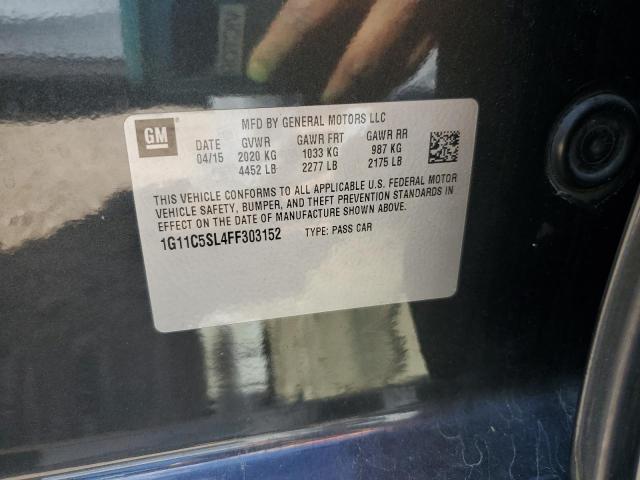 GM
MFD BY GENERAL MOTORS LLC
DATE GVWR GAWR FRT GAWR RR
04/15 2020 KG 1033 KG 987 KG
4452 LB 2277 LB 2175 LB
THIS VEHICLE CONFORMS TO ALL APPLICABLE U.S. FEDERAL MOTOR
VEHICLE SAFETY, BUMPER, AND THEFT PREVENTION STANDARDS IN
EFFECT ON THE DATE OF MANUFACTURE SHOWN ABOVE.
1G11C5SL4FF303152 TYPE: PASS CAR